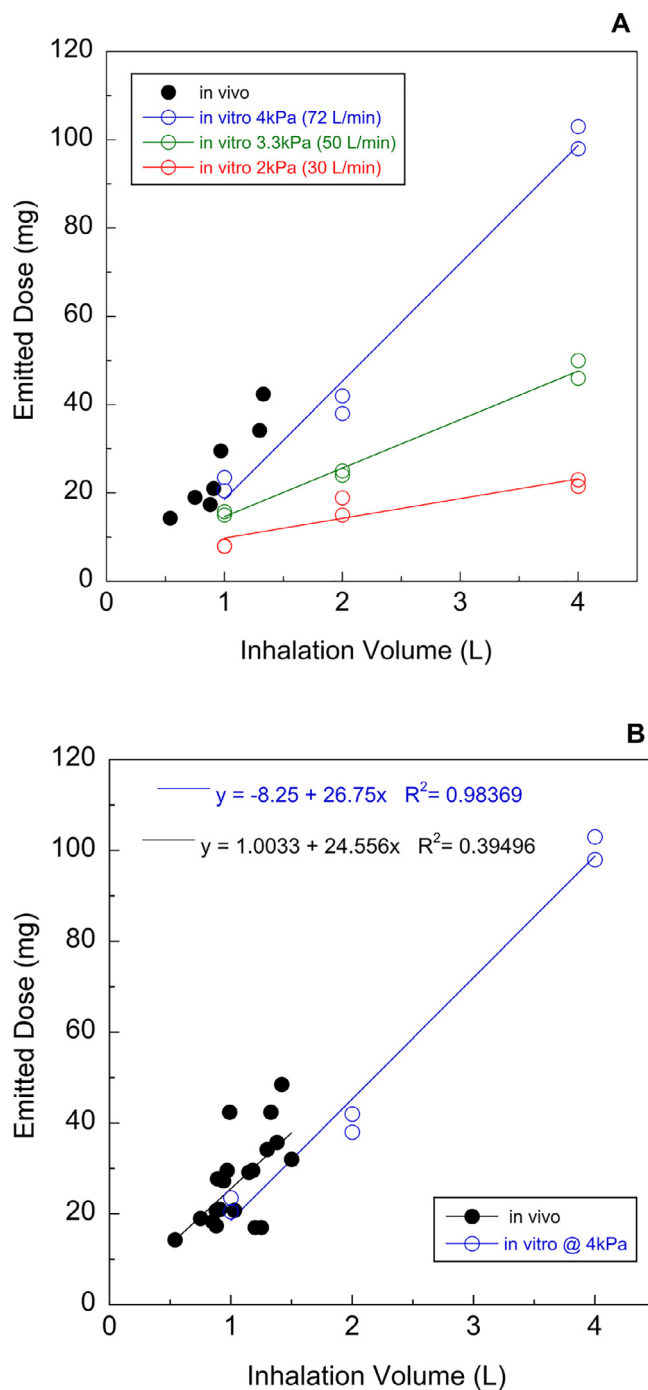 A
120
100
80
60
40
20
0
in vivo
in vitro 4kPa (72 L/min)
in vitro 3.3kPa (50 L/min)
in vitro 2kPa (30 L/min)
Emitted Dose (mg)
0 1 2 3 4
Inhalation Volume (L)
B
120
100
80
60
40
20
0
y = -8.25 + 26.75x R²= 0.98369
y = 1.0033 + 24.556x R²= 0.39496
Emitted Dose (mg)
in vivo
in vitro @ 4kPa
0 1 2 3 4
Inhalation Volume (L)